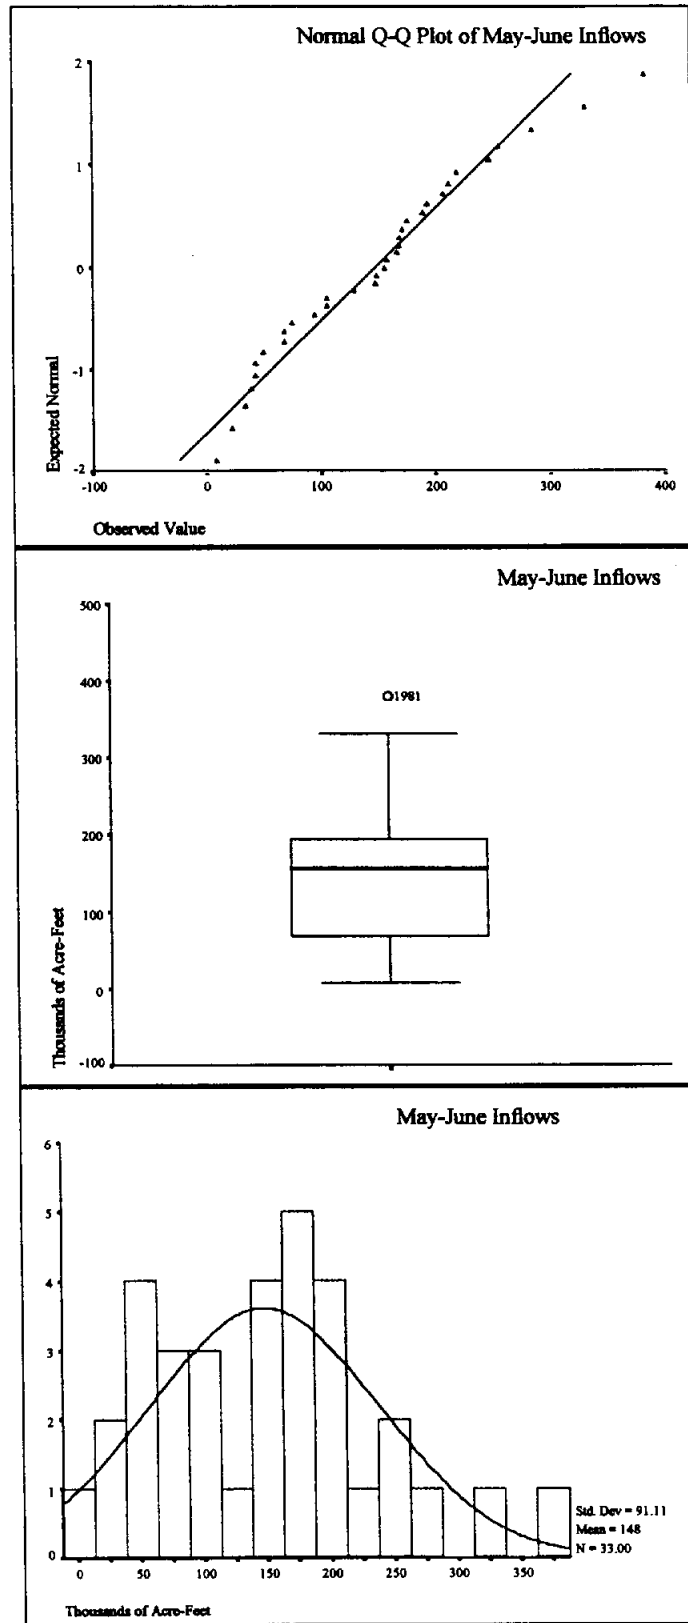 Normal Q-Q Plot of May-June Inflows
2
1
0
-1
-2
Expected Normal
-100 0 100 200 300 400
Observed Value
May-June Inflows
500
400
300
200
100
0
-100
Thousands of Acre-Feet
O1981
May-June Inflows
6
5
4
3
2
1
0
Std. Dev = 91.11
Mean = 148
N = 33.00
0 50 100 150 200 250 300 350
Thousands of Acre-Feet